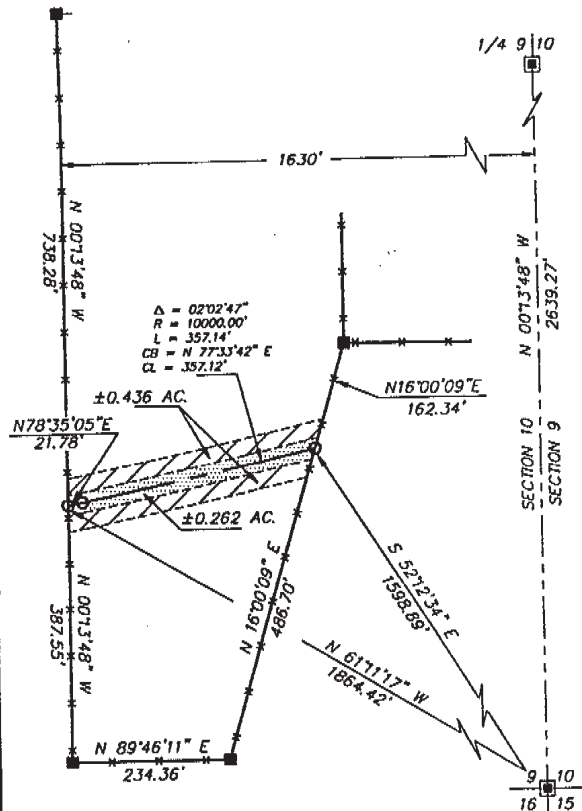 1/4 9 10
1630'
N 00°13'48" W
738.28'
N 00°13'48" W
2639.27'
Δ = 02°02'47"
R = 10000.00'
L = 357.14'
CB = N 77°33'42" E
CL = 357.12'
±0.436 AC.
N16°00'09"E
162.34'
N78°35'05"E
21.78'
SECTION 10
SECTION 9
±0.262 AC.
N 16°00'09" E
486.70'
S 52°12'34" E
1598.89'
N 00°13'48" W
387.55'
N 61°11'17" W
1864.42'
N 89°46'11" E
234.36'
9 10
16 15